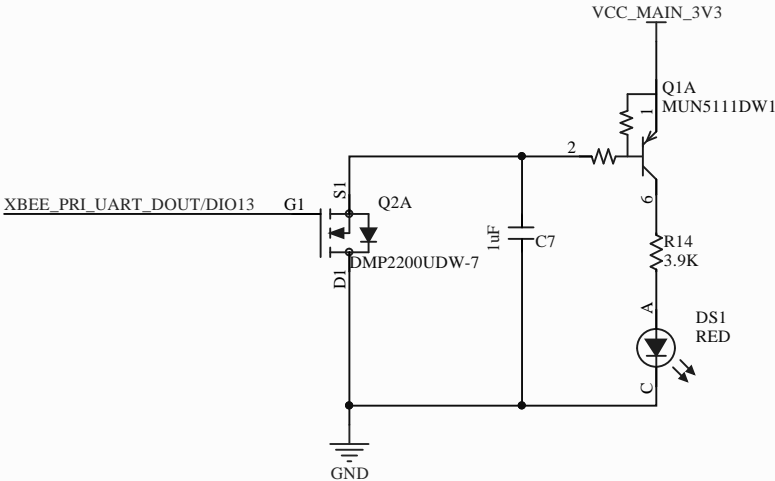 VCC_MAIN_3V3
Q1A
MUN5111DW1
1
2
S1
XBEE_PRI_UART_DOUT/DIO13
G1
Q2A
6
1uF
C7
R14
3.9K
DMP2200UDW-7
D1
A
DS1
RED
C
GND